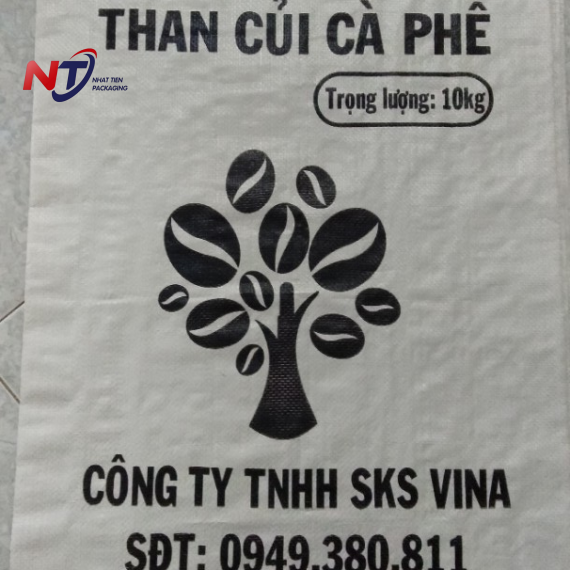 THAN CỦI CÀ PHÊ
NT
NHAT TIEN
PACKAGING
Trọng lượng: 10kg
CÔNG TY TNHH SKS VINA
SĐT: 0949.380.811